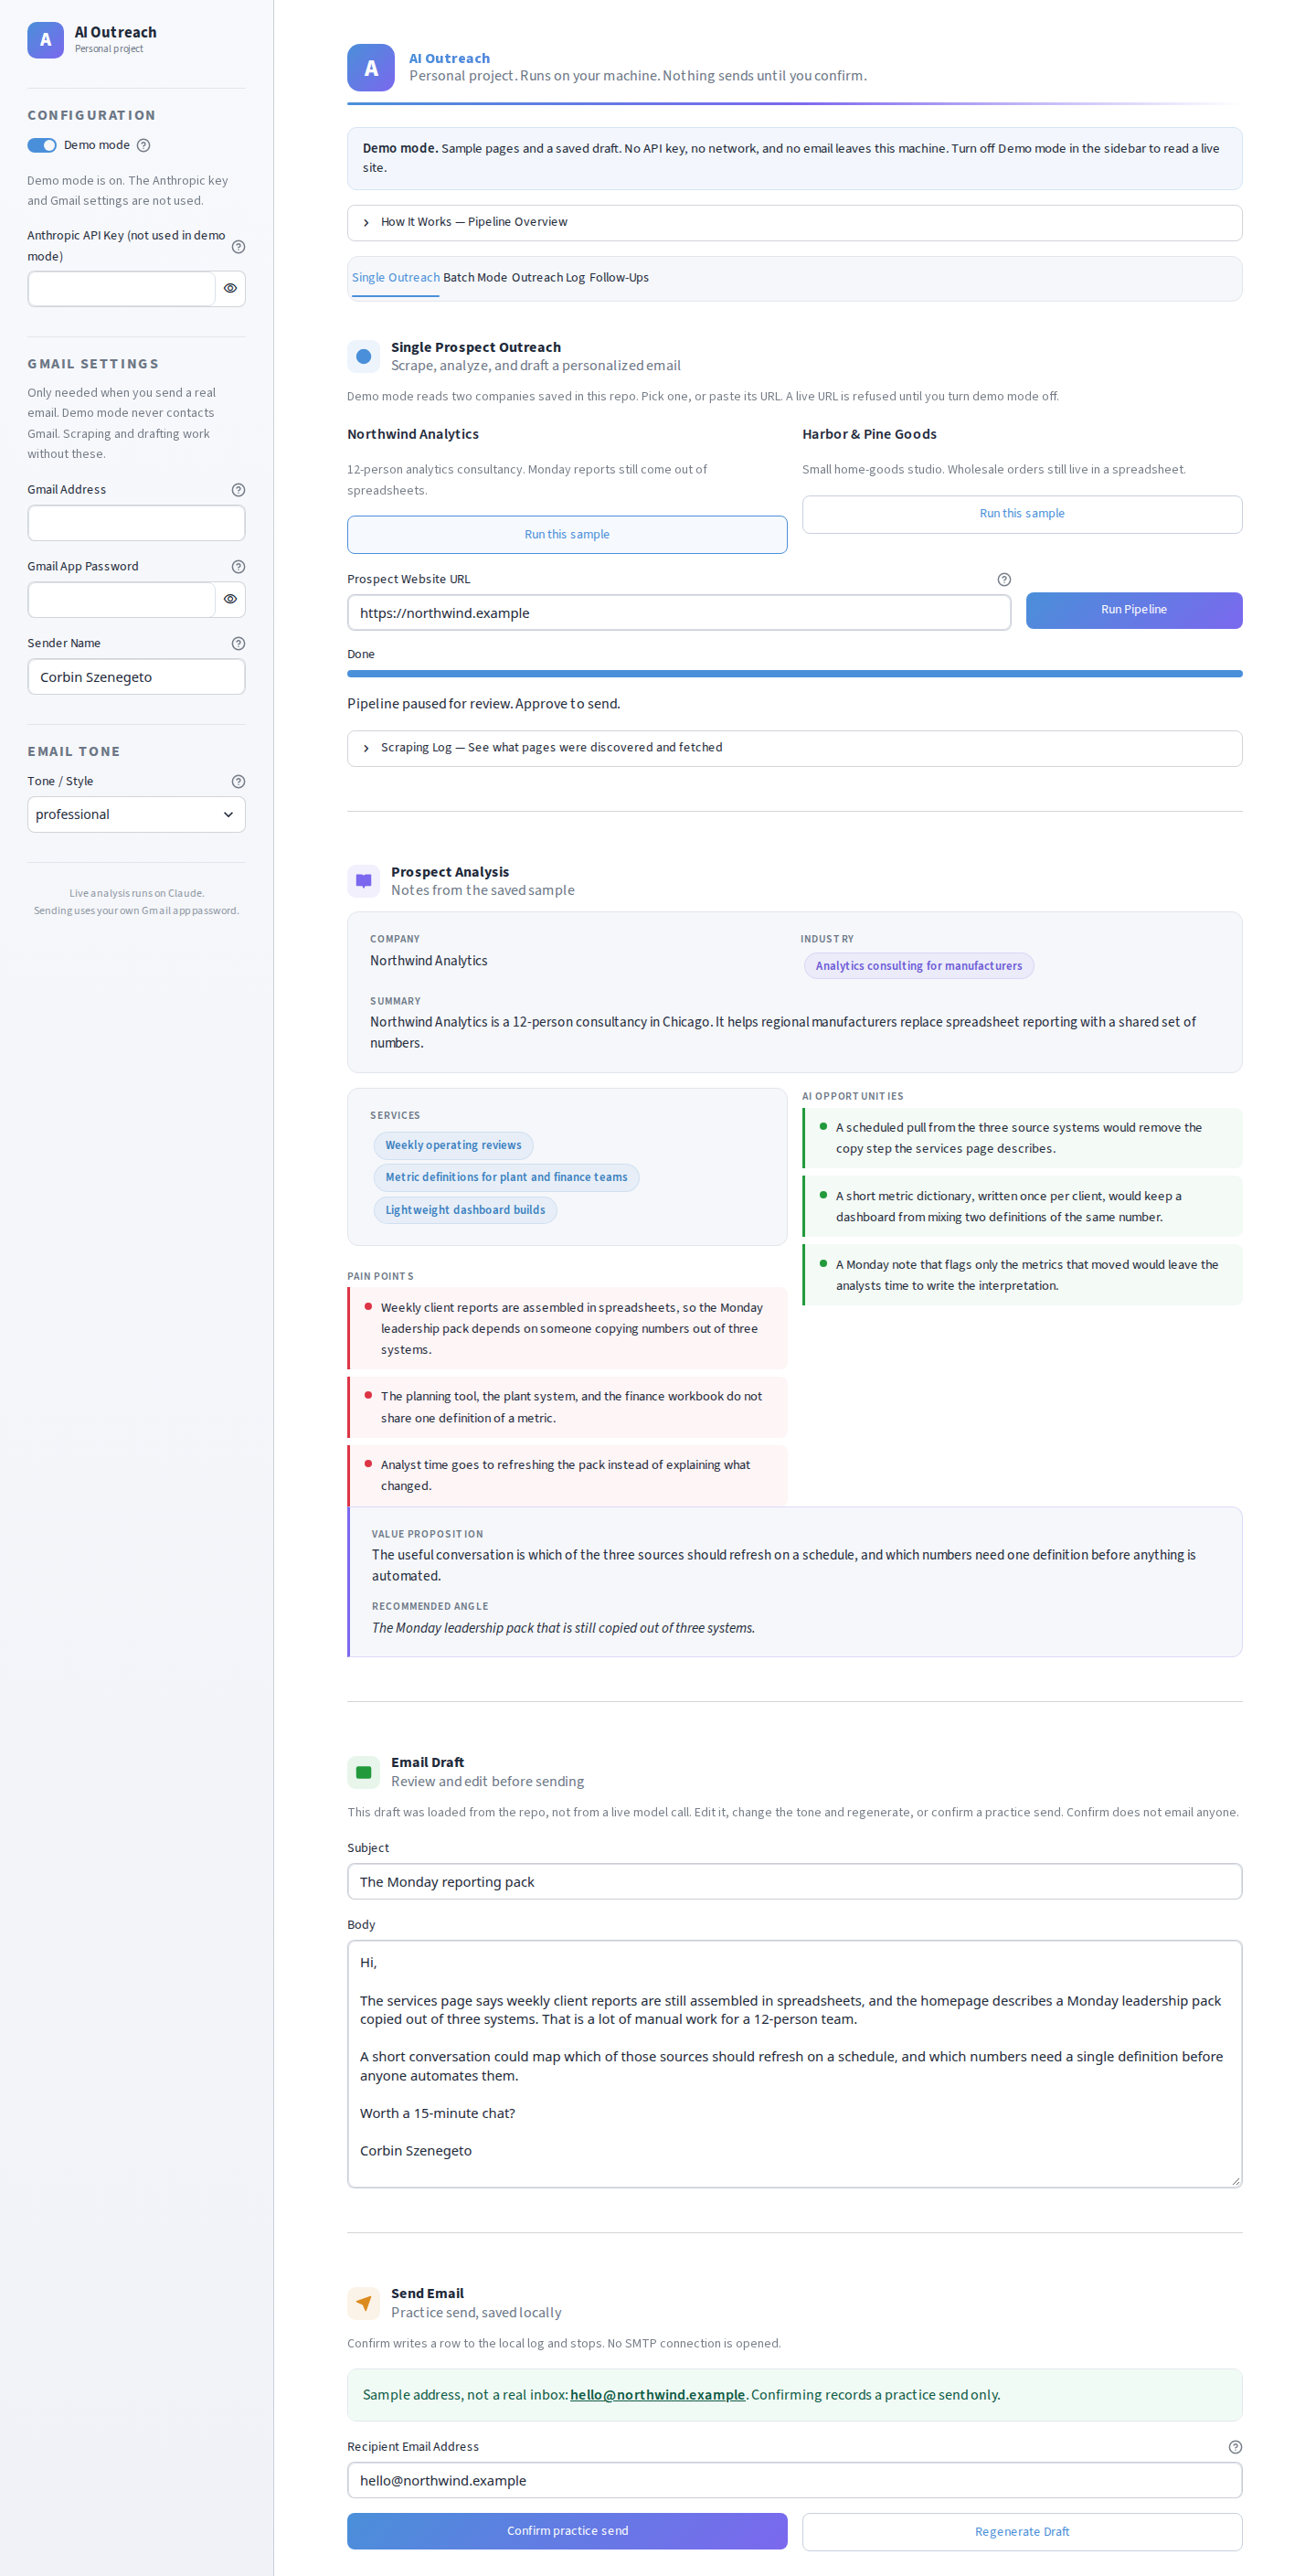 A
AI Outreach
Personal project
CONFIGURATION
Demo mode
Demo mode is on. The Anthropic key
and Gmail settings are not used.
Anthropic API Key (not used in demo
mode)
GMAIL SETTINGS
Only needed when you send a real
email. Demo mode never contacts
Gmail. Scraping and drafting work
without these.
Gmail Address
Gmail App Password
Sender Name
Corbin Szenegeto
EMAIL TONE
Tone / Style
professional
Live analysis runs on Claude.
Sending uses your own Gmail app password.
A
AI Outreach
Personal project. Runs on your machine. Nothing sends until you confirm.
Demo mode. Sample pages and a saved draft. No API key, no network, and no email leaves this machine. Turn off Demo mode in the sidebar to read a live
site.
How It Works — Pipeline Overview
Single Outreach Batch Mode Outreach Log Follow-Ups
Single Prospect Outreach
Scrape, analyze, and draft a personalized email
Demo mode reads two companies saved in this repo. Pick one, or paste its URL. A live URL is refused until you turn demo mode off.
Northwind Analytics
12-person analytics consultancy. Monday reports still come out of
spreadsheets.
Run this sample
Harbor & Pine Goods
Small home-goods studio. Wholesale orders still live in a spreadsheet.
Run this sample
Prospect Website URL
https://northwind.example
Run Pipeline
Done
Pipeline paused for review. Approve to send.
Scraping Log — See what pages were discovered and fetched
Prospect Analysis
Notes from the saved sample
COMPANY
Northwind Analytics
INDUSTRY
Analytics consulting for manufacturers
SUMMARY
Northwind Analytics is a 12-person consultancy in Chicago. It helps regional manufacturers replace spreadsheet reporting with a shared set of
numbers.
SERVICES
Weekly operating reviews
Metric definitions for plant and finance teams
Lightweight dashboard builds
PAIN POINTS
Weekly client reports are assembled in spreadsheets, so the Monday
leadership pack depends on someone copying numbers out of three
systems.
The planning tool, the plant system, and the finance workbook do not
share one definition of a metric.
Analyst time goes to refreshing the pack instead of explaining what
changed.
AI OPPORTUNITIES
A scheduled pull from the three source systems would remove the
copy step the services page describes.
A short metric dictionary, written once per client, would keep a
dashboard from mixing two definitions of the same number.
A Monday note that flags only the metrics that moved would leave the
analysts time to write the interpretation.
VALUE PROPOSITION
The useful conversation is which of the three sources should refresh on a schedule, and which numbers need one definition before anything is
automated.
RECOMMENDED ANGLE
The Monday leadership pack that is still copied out of three systems.
Email Draft
Review and edit before sending
This draft was loaded from the repo, not from a live model call. Edit it, change the tone and regenerate, or confirm a practice send. Confirm does not email anyone.
Subject
The Monday reporting pack
Body
Hi,
The services page says weekly client reports are still assembled in spreadsheets, and the homepage describes a Monday leadership pack
copied out of three systems. That is a lot of manual work for a 12-person team.
A short conversation could map which of those sources should refresh on a schedule, and which numbers need a single definition before
anyone automates them.
Worth a 15-minute chat?
Corbin Szenegeto
Send Email
Practice send, saved locally
Confirm writes a row to the local log and stops. No SMTP connection is opened.
Sample address, not a real inbox: hello@northwind.example. Confirming records a practice send only.
Recipient Email Address
hello@northwind.example
Confirm practice send
Regenerate Draft